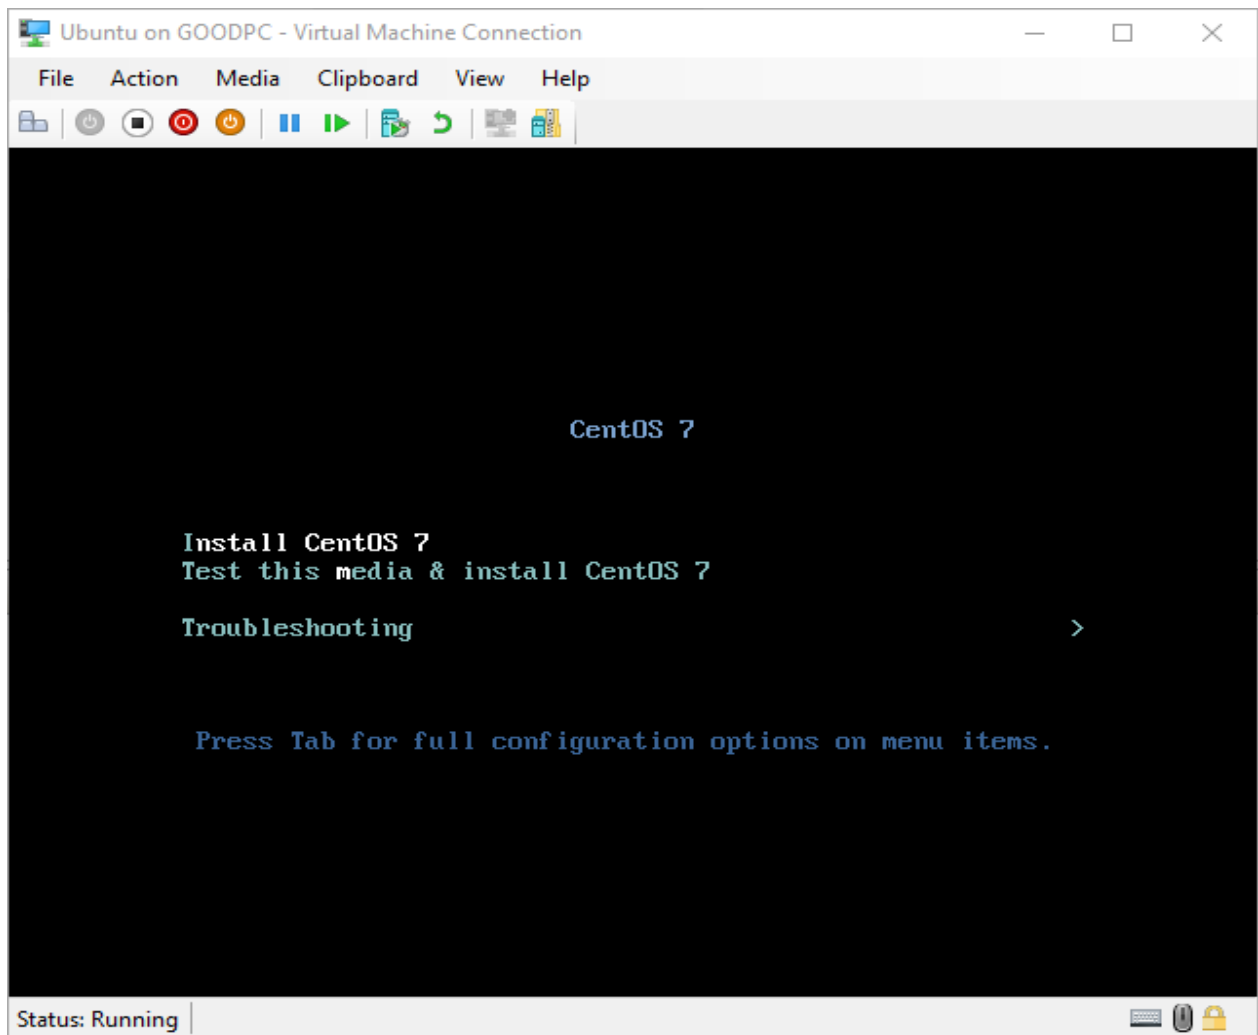 Ubuntu on GOODPC - Virtual Machine Connection
File Action Media Clipboard View Help
CentOS 7
Install CentOS 7
Test this media & install CentOS 7
Troubleshooting >
Press Tab for full configuration options on menu items.
Status: Running